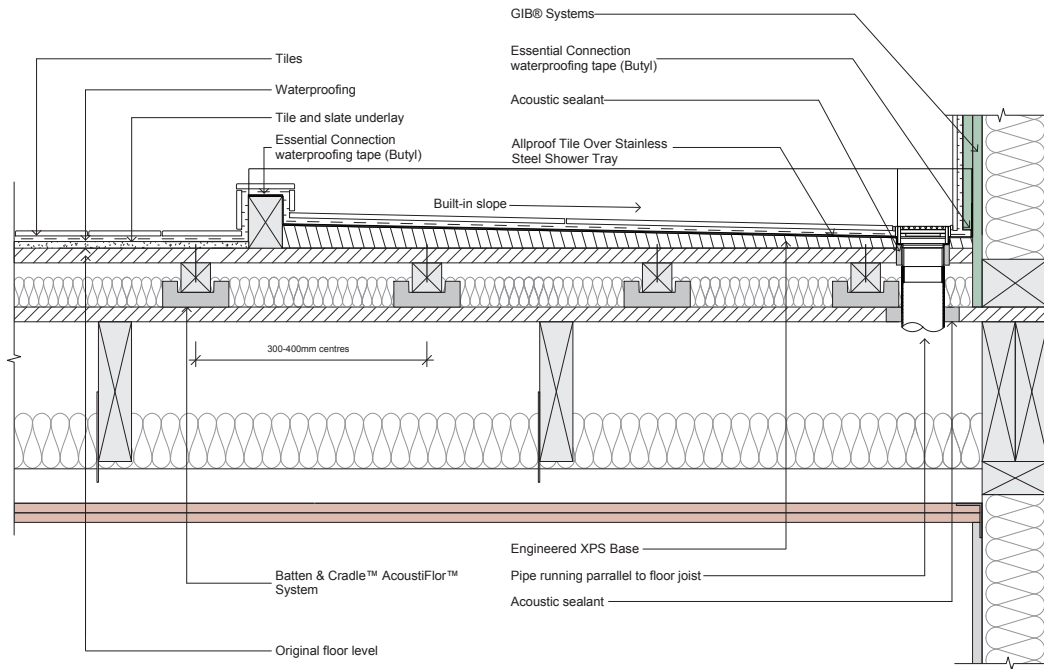 GIB® Systems
Tiles
Essential Connection
waterproofing tape (Butyl)
Waterproofing
Acoustic sealant
Tile and slate underlay
Essential Connection
waterproofing tape (Butyl)
Allproof Tile Over Stainless
Steel Shower Tray
Built-in slope
300-400mm centres
Engineered XPS Base
Batten & Cradle™ AcoustiFlor™
System
Pipe running parrallel to floor joist
Acoustic sealant
Original floor level